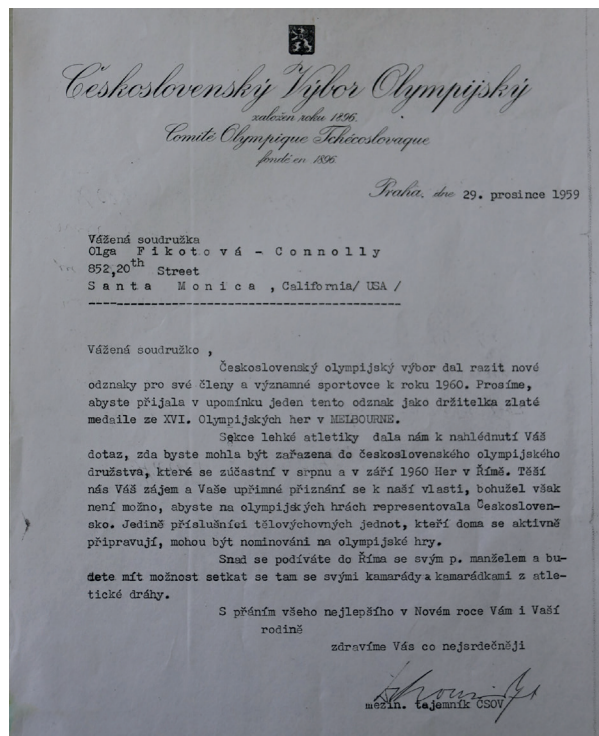 Československý Výbor Olympijský
založen roku 1896.
Comité Olympique Tchécoslovaque
fondé en 1896.
Praha, dne 29. prosince 1959
Vážená soudružka
Olga Fikotová - Connolly
852,20th Street
Santa Monica , California/ USA /
Vážená soudružko ,
Československý olympijský výbor dal razit nové
odznaky pro své členy a významné sportovce k roku 1960. Prosíme,
abyste přijala v upomínku jeden tento odznak jako držitelka zlaté
medaile ze XVI. Olympijských her v MELBOURNE.
Sekce lehké atletiky dala nám k nahlédnutí Váš
dotaz, zda byste mohla být zařazena do československého olympijského
družstva, které se zúčastní v srpnu a v září 1960 Her v Římě. Těší
nás Váš zájem a Vaše upřímné přiznání se k naší vlasti, bohužel však
není možno, abyste na olympijských hrách representovala Českosloven-
sko. Jedině příslušníci tělovýchovných jednot, kteří doma se aktivně
připravují, mohou být nominováni na olympijské hry.
Snad se podíváte do Říma se svým p. manželem a bu-
dete mít možnost setkat se tam se svými kamarády a kamarádkami z atle-
tické dráhy.
S přáním všeho nejlepšího v Novém roce Vám i Vaší
rodině
zdravíme Vás co nejsrdečněji
mezin. tajemník ČSOV